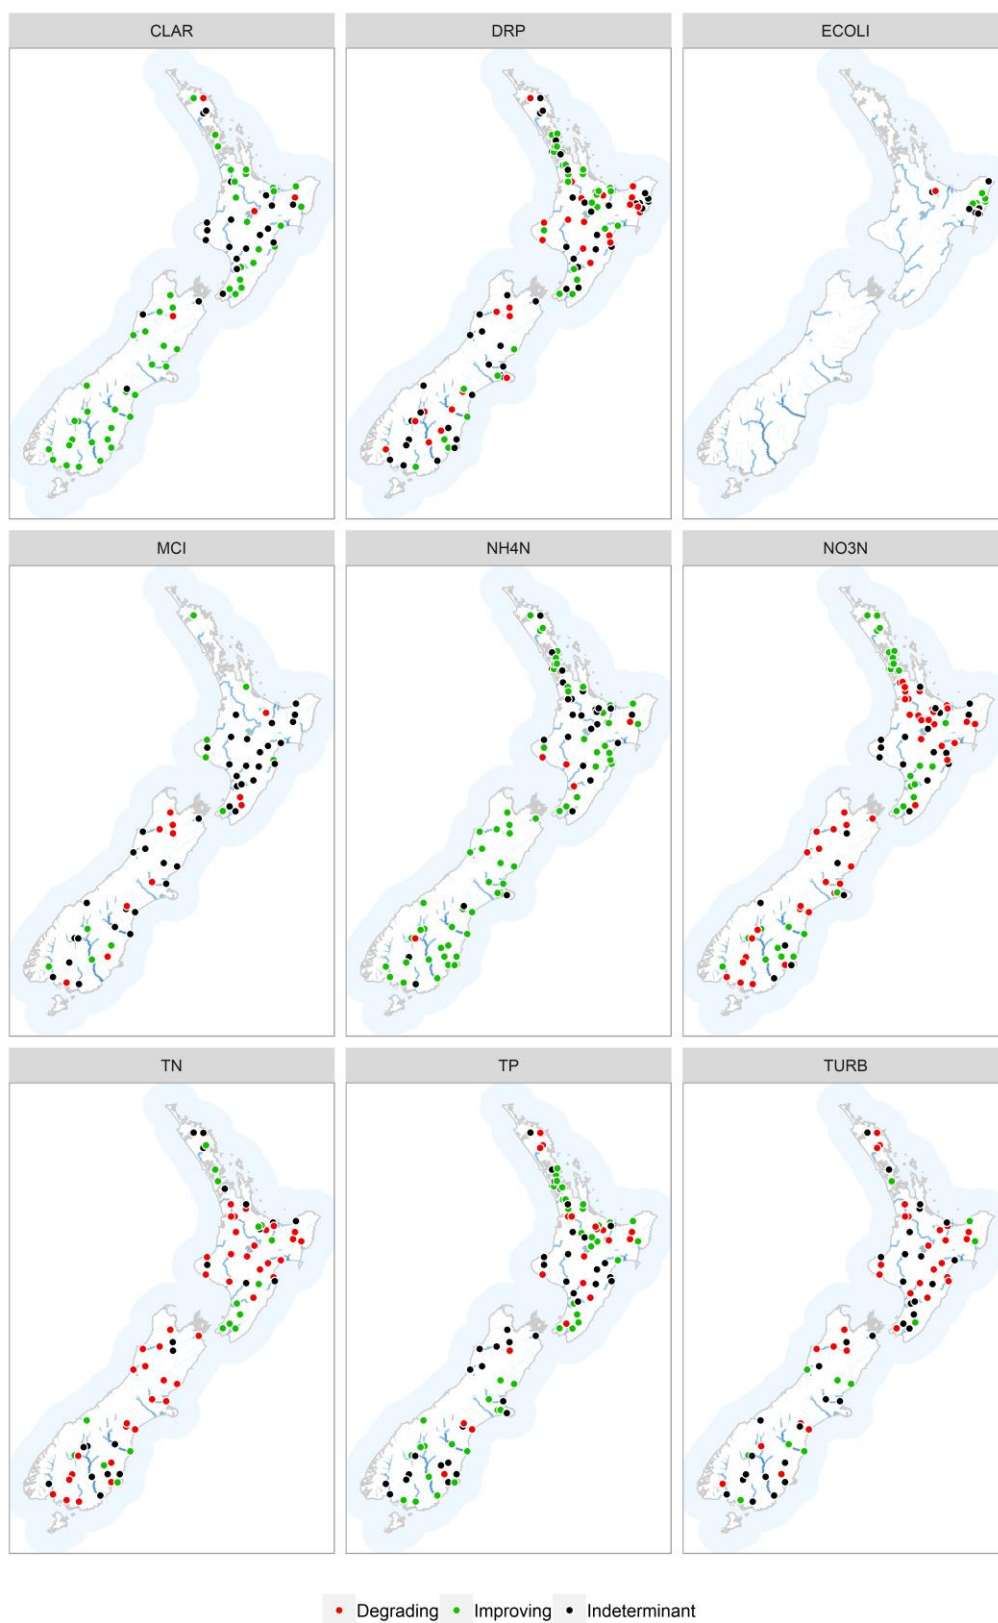 CLAR
DRP
ECOLI
MCI
NH4N
NO3N
TN
TP
TURB
Degrading Improving Indeterminant